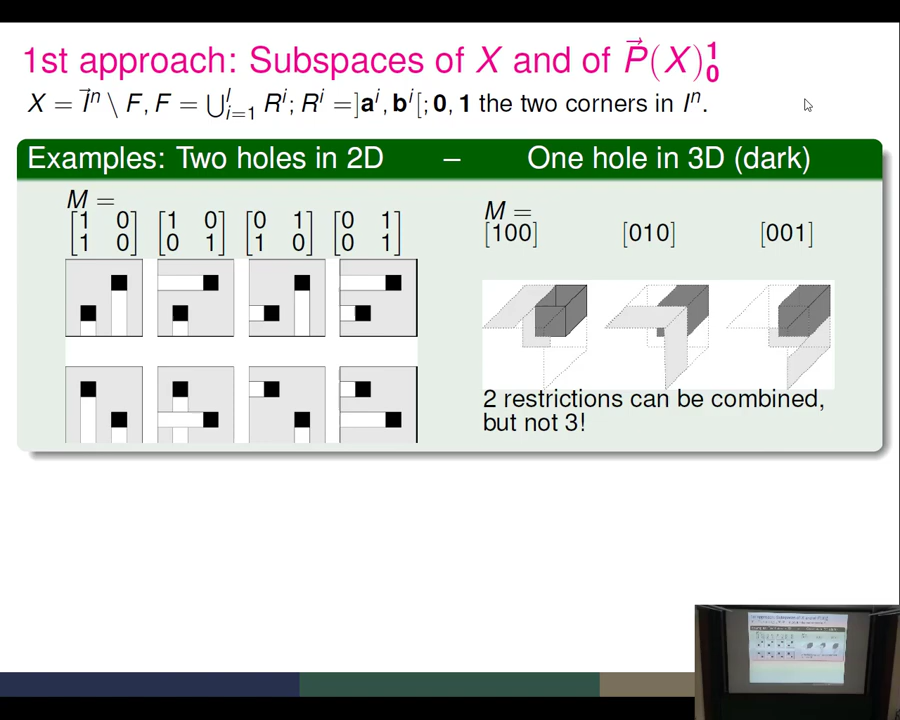 1st approach: Subspaces of X and of P⃗(X)₀¹
X = I⃗ⁿ \ F, F = ⋃ˡᵢ₌₁ Rⁱ; Rⁱ =]aⁱ, bⁱ[; 0, 1 the two corners in Iⁿ.
Examples: Two holes in 2D – One hole in 3D (dark)
M =
[1 0] [1 0] [0 1] [0 1]
[1 0] [0 1] [1 0] [0 1]
M =
[100] [010] [001]
2 restrictions can be combined,
but not 3!